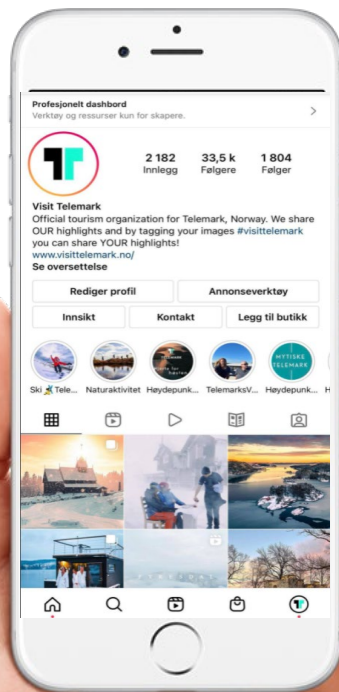 Profesjonelt dashbord
Verktøy og ressurser kun for skapere.
2 182 33,5 k 1 804
Innlegg Følgere Følger
Visit Telemark
Official tourism organization for Telemark, Norway. We share
OUR highlights and by tagging your images #visittelemark
you can share YOUR highlights!
www.visittelemark.no/
Se oversettelse
Rediger profil Annonseverktøy
Innsikt Kontakt Legg til butikk
MYTISKE
TELEMARK
Ski Tele... Naturaktivitet Høydepunk... TelemarksV... Høydepunk... H